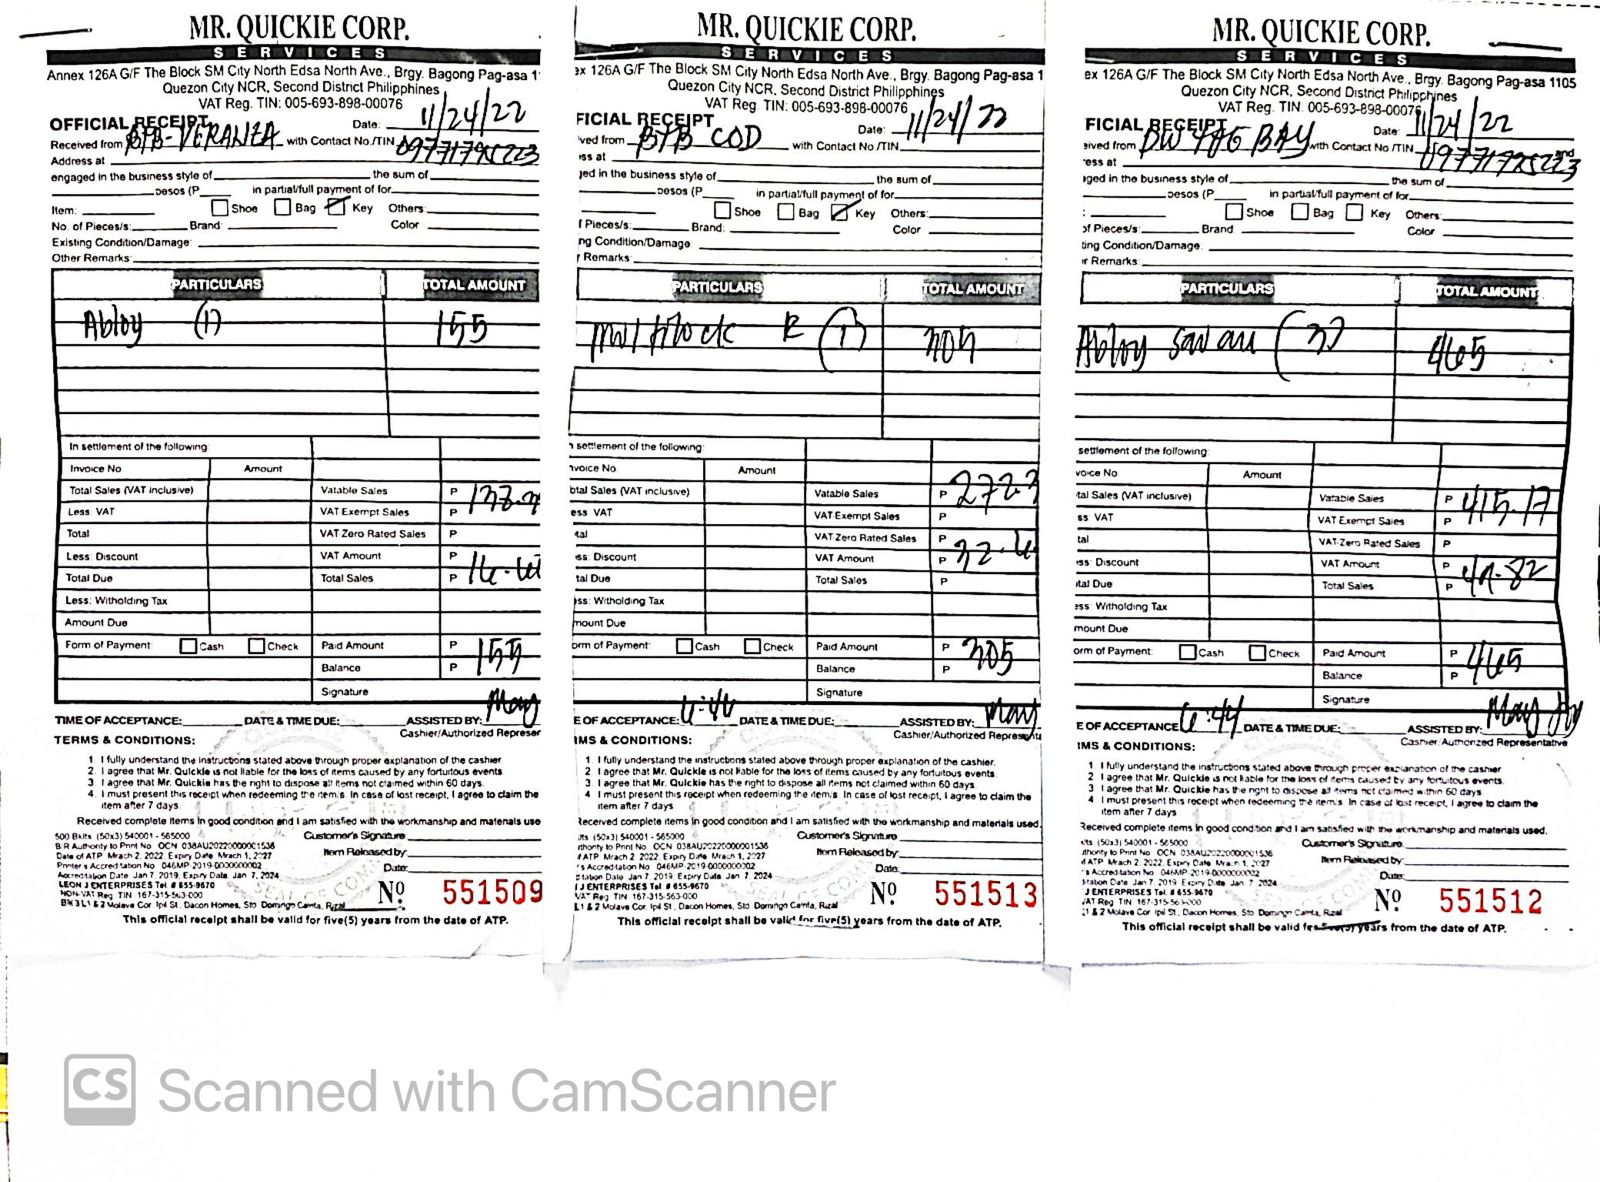 MR. QUICKIE CORP.
SERVICES
Annex 126A G/F The Block SM City North Edsa North Ave., Brgy. Bagong Pag-asa 1
Quezon City NCR, Second District Philippines
VAT Reg. TIN: 005-693-898-00076
OFFICIAL RECEIPT Date: 11/24/22
Received from BTB-VERANZA with Contact No./TIN 09771795223
Address at
engaged in the business style of the sum of
pesos (P in partial/full payment of for
Item: Shoe Bag Key Others:
No. of Pieces/s: Brand: Color
Existing Condition/Damage:
Other Remarks:
PARTICULARS TOTAL AMOUNT
Abloy (1) 155
In settlement of the following
Invoice No Amount
Total Sales (VAT inclusive) Vatable Sales P
Less: VAT VAT Exempt Sales P
Total VAT Zero Rated Sales P
Less: Discount VAT Amount P
Total Due Total Sales P
Less: Witholding Tax
Amount Due
Form of Payment: Cash Check Paid Amount P 155
Balance P
Signature
TIME OF ACCEPTANCE: DATE & TIME DUE: ASSISTED BY: May
Cashier/Authorized Represer
TERMS & CONDITIONS:
1 I fully understand the instructions stated above through proper explanation of the cashier
2. I agree that Mr. Quickie is not liable for the loss of items caused by any fortuitous events
3 I agree that Mr. Quickie has the right to dispose all items not claimed within 60 days.
4. I must present this receipt when redeeming the items. In case of lost receipt, I agree to claim the
item after 7 days
Received complete items in good condition and I am satisfied with the workmanship and materials use
500 Bklts (50x3) 540001 - 565000 Customer's Signature
B.R Authority to Print No OCN 038AU20220000001536
Date of ATP Mrach 2, 2022, Expiry Date Mrach 1, 2027 Item Released by:
Printer's Accreditation No 046MP-2019-0000000002
Accreditation Date Jan 7, 2019, Expiry Date Jan. 7, 2024 Date:
LEON J ENTERPRISES Tel # 655-9670
NON-VAT Reg TIN 167-315-563-000 No 551509
Bk 3 L1 & 2 Molave Cor Ipil St, Dacon Homes, Sto Domingo Cainta, Rizal
This official receipt shall be valid for five(5) years from the date of ATP.
MR. QUICKIE CORP.
SERVICES
ex 126A G/F The Block SM City North Edsa North Ave., Brgy. Bagong Pag-asa 1
Quezon City NCR, Second District Philippines
VAT Reg. TIN: 005-693-898-00076
FICIAL RECEIPT Date: 11/24/22
ived from BTB COD with Contact No./TIN
ss at
ged in the business style of the sum of
pesos (P in partial/full payment of for
Shoe Bag Key Others:
f Pieces/s: Brand: Color
ng Condition/Damage
r Remarks:
PARTICULARS TOTAL AMOUNT
Multilock R (1) 305
n settlement of the following:
nvoice No Amount
otal Sales (VAT inclusive) Vatable Sales P 272.3
ess VAT VAT Exempt Sales P
tal VAT Zero Rated Sales P
ss: Discount VAT Amount P 32.6
tal Due Total Sales P
ss: Witholding Tax
mount Due
orm of Payment: Cash Check Paid Amount P 305
Balance P
Signature
E OF ACCEPTANCE: 6:46 DATE & TIME DUE: ASSISTED BY: May
Cashier/Authorized Representa
MS & CONDITIONS:
1. I fully understand the instructions stated above through proper explanation of the cashier.
2 I agree that Mr. Quickie is not liable for the loss of items caused by any fortuitous events
3 I agree that Mr. Quickie has the right to dispose all items not claimed within 60 days.
4 I must present this receipt when redeeming the items. In case of lost receipt, I agree to claim the
item after 7 days
Received complete items in good condition and I am satisfied with the workmanship and materials used.
lts (50x3) 540001 - 565000 Customer's Signature
thority to Print No OCN 038AU20220000001536
f ATP Mrach 2, 2022, Expiry Date Mrach 1, 2027 Item Released by:
's Accreditation No 046MP-2019-0000000002
itation Date Jan 7, 2019, Expiry Date Jan 7, 2024 Date:
J ENTERPRISES Tel # 655-9670
VAT Reg TIN 167-315-563-000 No 551513
L1 & 2 Molave Cor Ipil St, Dacon Homes, Sto Domingo Cainta, Rizal
This official receipt shall be valid for five(5) years from the date of ATP.
MR. QUICKIE CORP.
SERVICES
ex 126A G/F The Block SM City North Edsa North Ave., Brgy. Bagong Pag-asa 1105
Quezon City NCR, Second District Philippines
VAT Reg. TIN: 005-693-898-00076
FICIAL RECEIPT Date: 11/24/22
eived from BAY with Contact No./TIN 09771795223 and
ess at
aged in the business style of the sum of
pesos (P in partial/full payment of for
: Shoe Bag Key Others:
of Pieces/s: Brand Color
ting Condition/Damage:
r Remarks:
PARTICULARS TOTAL AMOUNT
Abloy (3) 465
settlement of the following:
voice No Amount
tal Sales (VAT inclusive) Vatable Sales P 415.17
ss VAT VAT Exempt Sales P
tal VAT-Zero Rated Sales P
ss: Discount VAT Amount P 49.82
tal Due Total Sales P
ess Witholding Tax
mount Due
orm of Payment: Cash Check Paid Amount P 465
Balance P
Signature
E OF ACCEPTANCE: 6:44 DATE & TIME DUE: ASSISTED BY: May
Cashier/Authorized Representative
MS & CONDITIONS:
1 I fully understand the instructions stated above through proper explanation of the cashier
2 I agree that Mr. Quickie is not liable for the loss of items caused by any fortuitous events.
3 I agree that Mr. Quickie has the right to dispose all items not claimed within 60 days
4 I must present this receipt when redeeming the items. In case of lost receipt, I agree to claim the
item after 7 days
Received complete items in good condition and I am satisfied with the workmanship and materials used.
lts (50x3) 540001 - 565000 Customer's Signature
thority to Print No OCN 038AU20220000001536
f ATP Mrach 2, 2022, Expiry Date Mrach 1, 2027 Item Released by:
's Accreditation No 046MP-2019-0000000002
itation Date Jan 7, 2019, Expiry Date Jan 7, 2024 Date:
J ENTERPRISES Tel # 655-9670
/AT Reg TIN 167-315-563-000 No 551512
1 & 2 Molave Cor Ipil St, Dacon Homes, Sto Domingo Cainta, Rizal
This official receipt shall be valid for five(5) years from the date of ATP.
CS Scanned with CamScanner